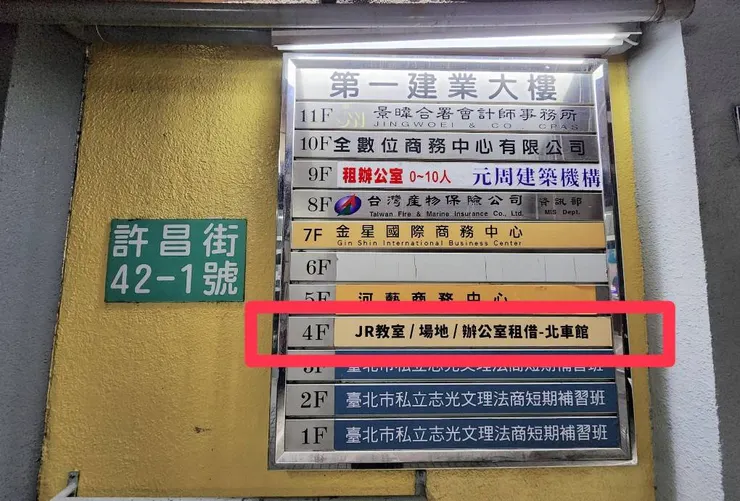 第一建業大樓
11F 景暐合署會計師事務所
JINGWOEI & CO., CPAS
10F 全數位商務中心有限公司
9F 租辦公室 0~10人 元周建築機構
8F 台灣產物保險公司 資訊部
Taiwan Fire & Marine Insurance Co., Ltd. MIS Dept.
7F 金星國際商務中心
Gin Shin International Business Center
6F
許昌街
42-1號
5F 河藝商務中心
4F JR教室/場地/辦公室租借-北車館
3F 臺北市私立志光文理法商短期補習班
2F 臺北市私立志光文理法商短期補習班
1F 臺北市私立志光文理法商短期補習班